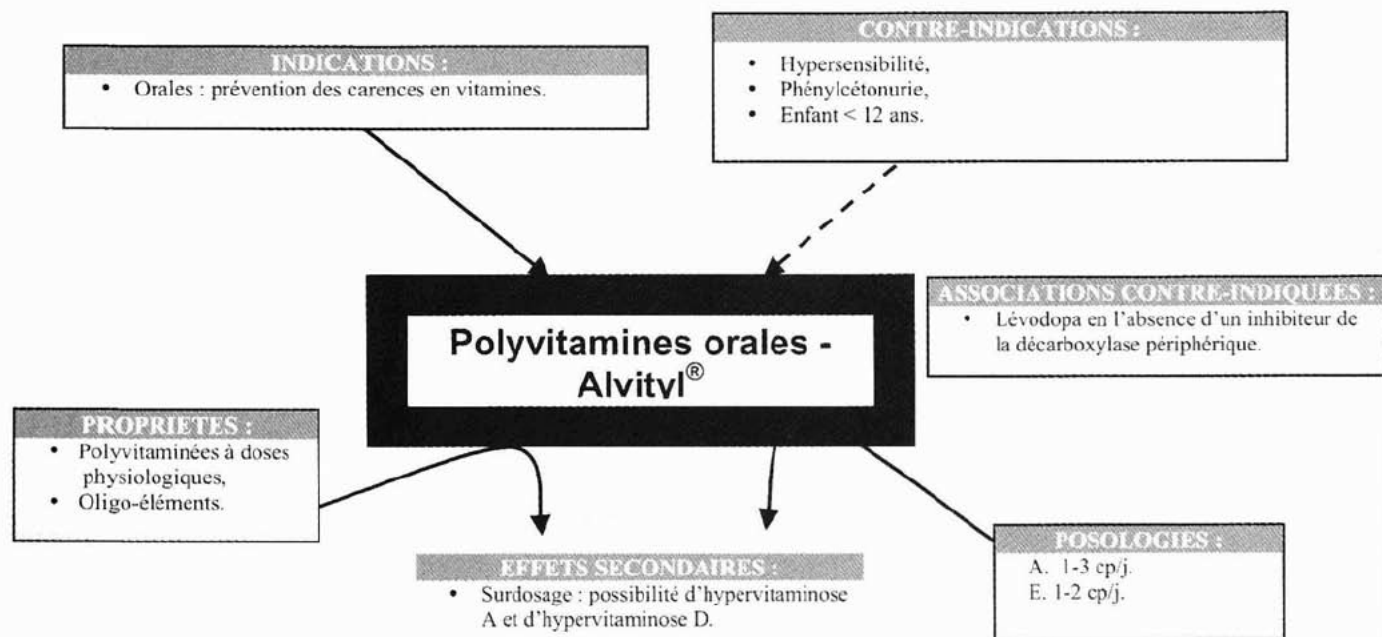 INDICATIONS :
• Orales : prévention des carences en vitamines.
CONTRE-INDICATIONS :
• Hypersensibilité,
• Phénylcétonurie,
• Enfant < 12 ans.
Polyvitamines orales -
Alvityl®
ASSOCIATIONS CONTRE-INDIQUEES :
• Lévodopa en l'absence d'un inhibiteur de
la décarboxylase périphérique.
PROPRIETES :
• Polyvitaminées à doses
physiologiques,
• Oligo-éléments.
EFFETS SECONDAIRES :
• Surdosage : possibilité d'hypervitaminose
A et d'hypervitaminose D.
POSOLOGIES :
A. 1-3 cp/j.
E. 1-2 cp/j.